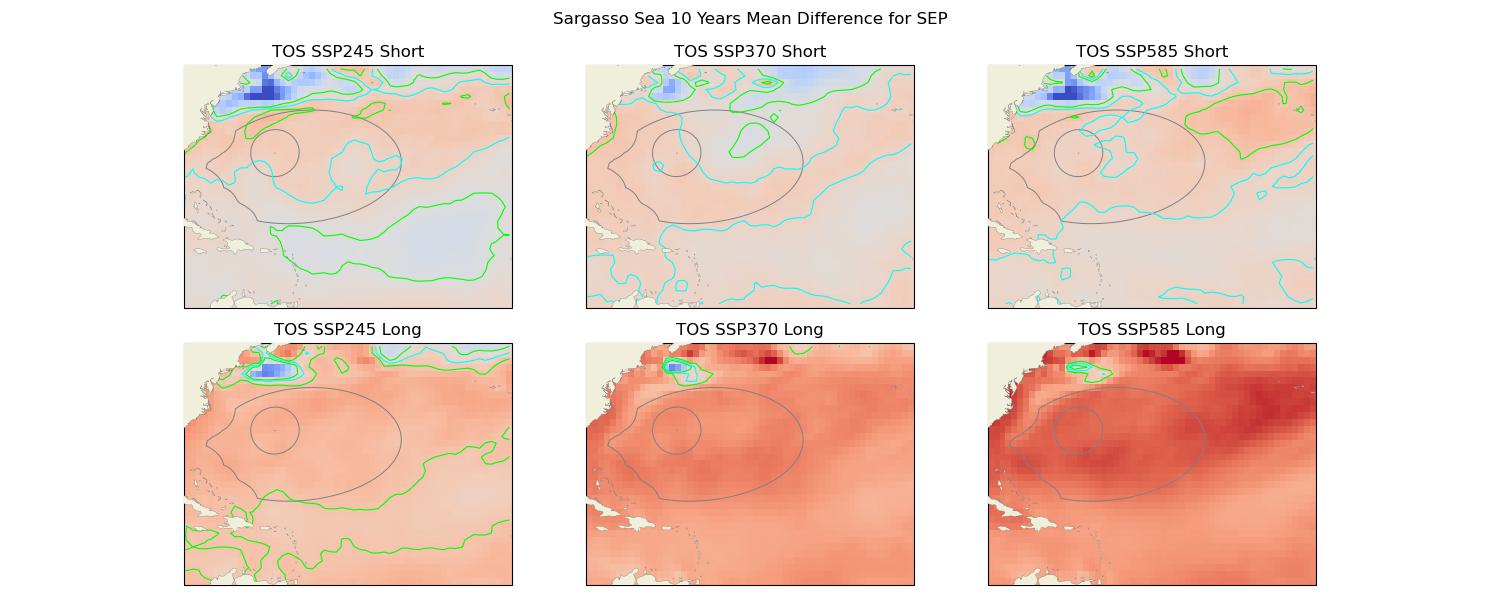 Sargasso Sea 10 Years Mean Difference for SEP
TOS SSP245 Short
TOS SSP370 Short
TOS SSP585 Short
TOS SSP245 Long
TOS SSP370 Long
TOS SSP585 Long